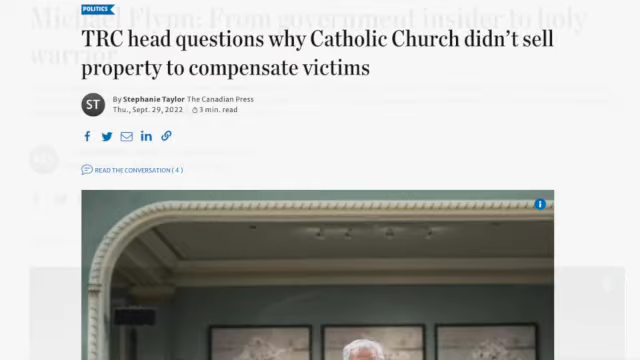 Michael Flynn: From government insider to holy
warrior
POLITICS
TRC head questions why Catholic Church didn't sell
property to compensate victims
ST
By Stephanie Taylor The Canadian Press
Thu., Sept. 29, 2022
3 min. read
READ THE CONVERSATION ( 4 )